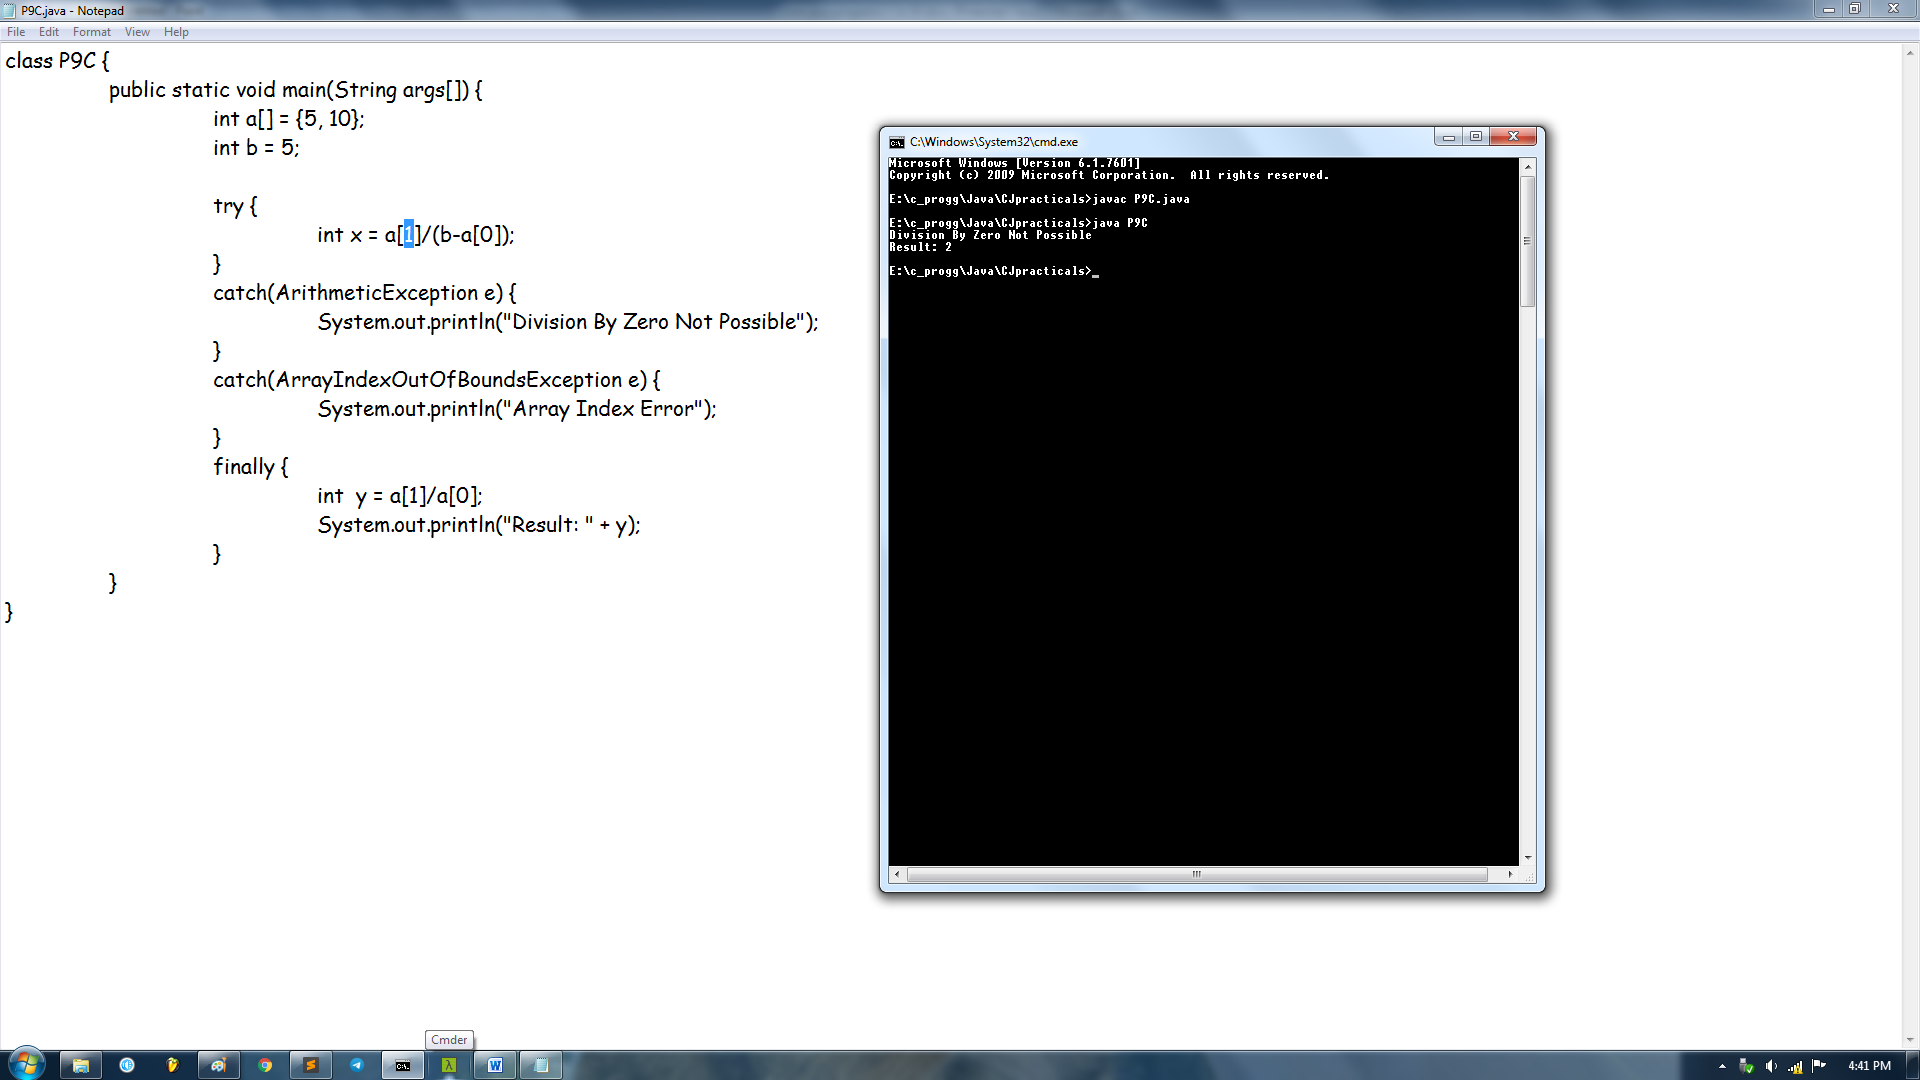 P9C.java - Notepad
File Edit Format View Help
class P9C {
public static void main(String args[]) {
int a[] = {5, 10};
int b = 5;
try {
int x = a[1]/(b-a[0]);
}
catch(ArithmeticException e) {
System.out.println("Division By Zero Not Possible");
}
catch(ArrayIndexOutOfBoundsException e) {
System.out.println("Array Index Error");
}
finally {
int  y = a[1]/a[0];
System.out.println("Result: " + y);
}
}
}
C:\Windows\System32\cmd.exe
Microsoft Windows [Version 6.1.7601]
Copyright (c) 2009 Microsoft Corporation.  All rights reserved.
E:\c_progg\Java\CJpracticals>javac P9C.java
E:\c_progg\Java\CJpracticals>java P9C
Division By Zero Not Possible
Result: 2
E:\c_progg\Java\CJpracticals>_
Cmder
4:41 PM